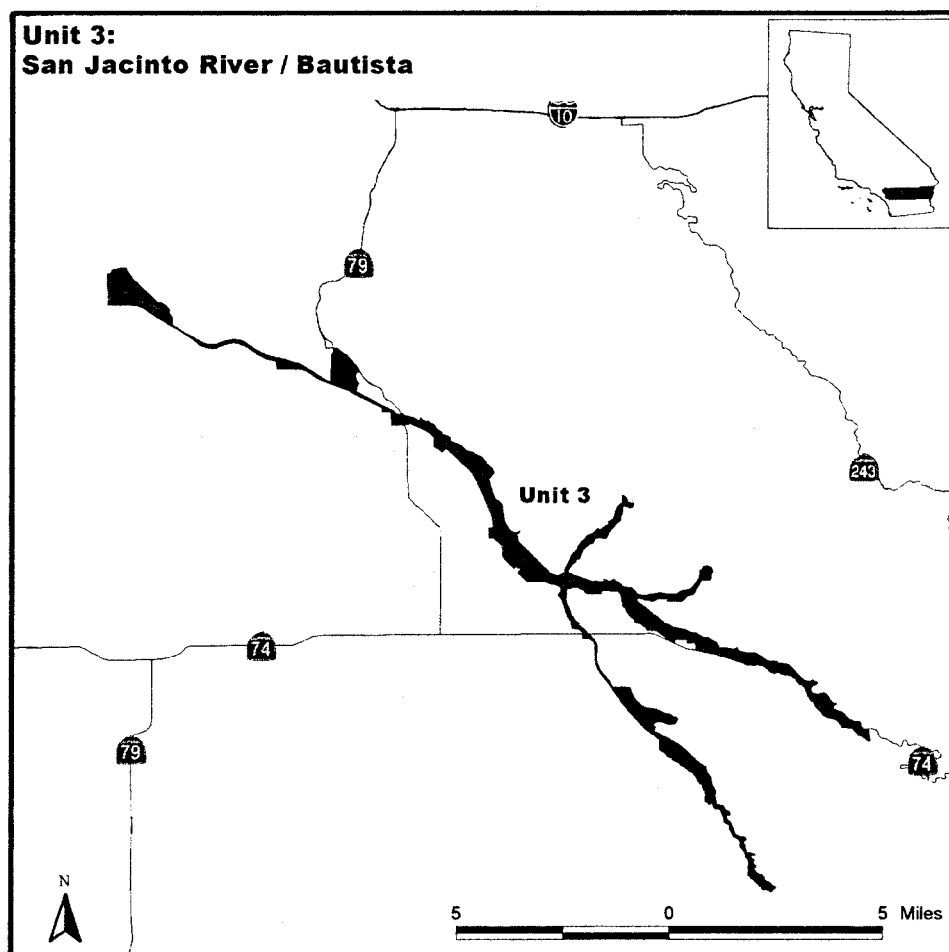 Unit 3:
San Jacinto River / Bautista
10
79
243
Unit 3
74
79
74
N
5 0 5 Miles